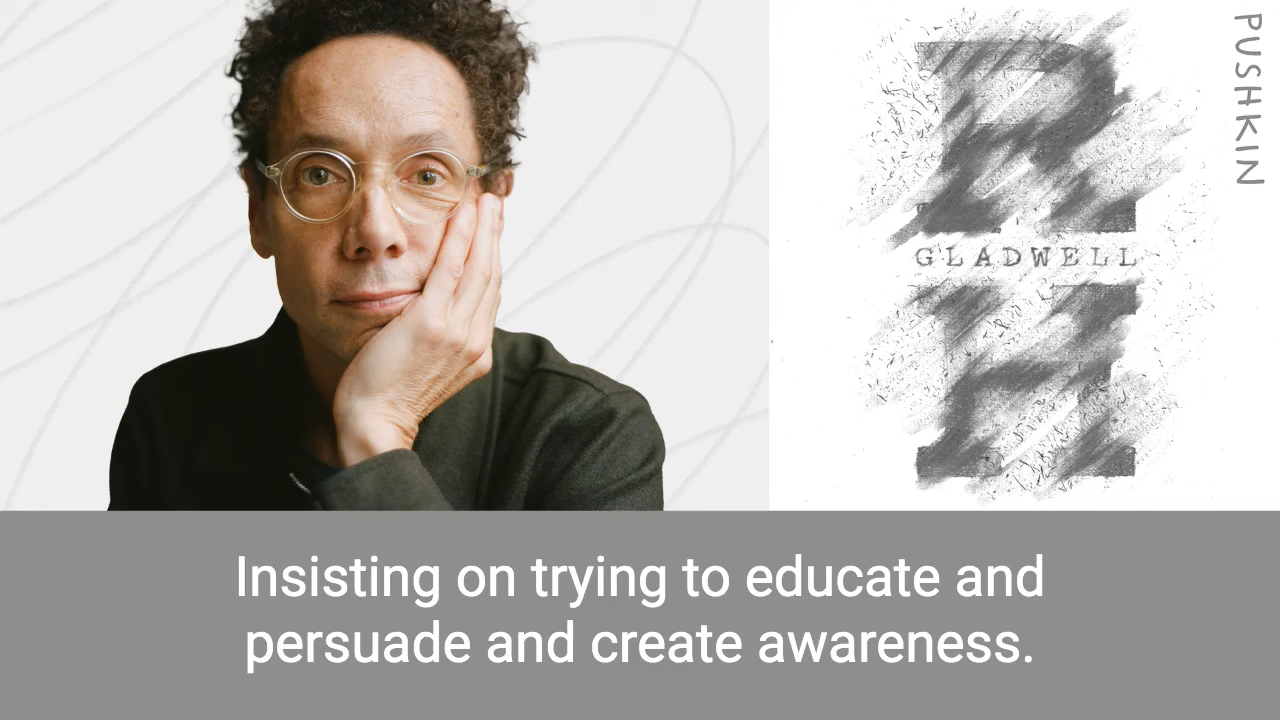 PUSHKIN
R
GLADWELL
H
Insisting on trying to educate and
persuade and create awareness.